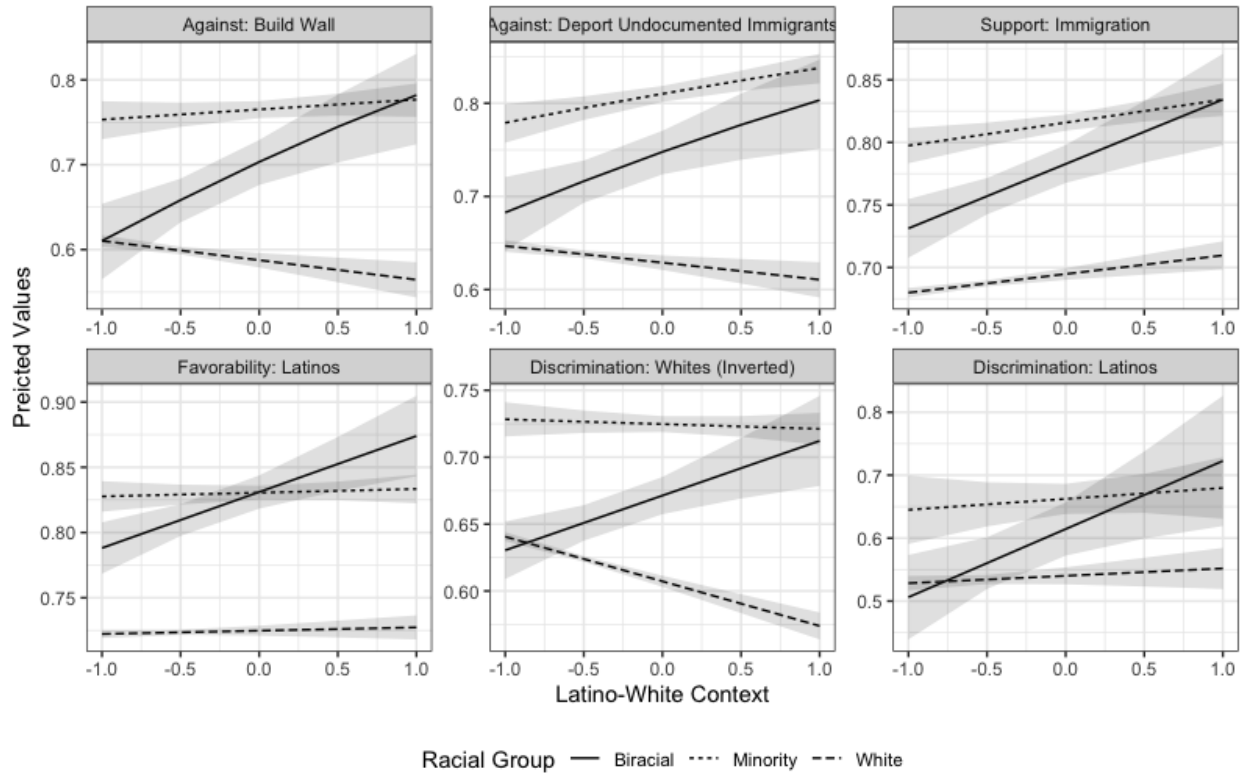 Against: Build Wall
Against: Deport Undocumented Immigrants
Support: Immigration
0.8
0.7
0.6
0.8
0.7
0.6
0.85
0.80
0.75
0.70
-1.0 -0.5 0.0 0.5 1.0
-1.0 -0.5 0.0 0.5 1.0
-1.0 -0.5 0.0 0.5 1.0
Preicted Values
Favorability: Latinos
Discrimination: Whites (Inverted)
Discrimination: Latinos
0.90
0.85
0.80
0.75
0.75
0.70
0.65
0.60
0.8
0.7
0.6
0.5
-1.0 -0.5 0.0 0.5 1.0
-1.0 -0.5 0.0 0.5 1.0
-1.0 -0.5 0.0 0.5 1.0
Latino-White Context
Racial Group Biracial Minority White